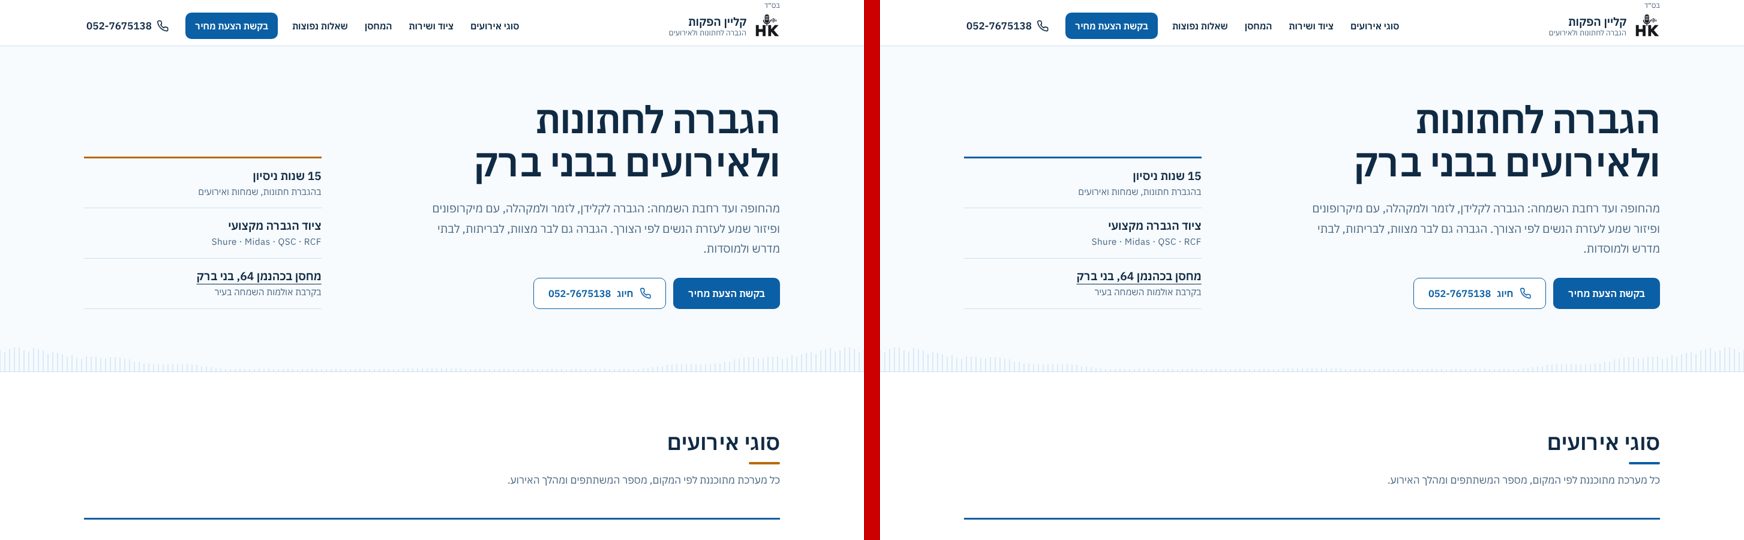 בס״ד
HK
קליין הפקות
הגברה לחתונות ולאירועים
סוגי אירועים
ציוד ושירות
המחסן
שאלות נפוצות
בקשת הצעת מחיר
052-7675138
הגברה לחתונות
ולאירועים בבני ברק
מהחופה ועד רחבת השמחה: הגברה לקלידן, לזמר ולמקהלה, עם מיקרופונים
ופיזור שמע לעזרת הנשים לפי הצורך. הגברה גם לבר מצוות, לבריתות, לבתי
מדרש ולמוסדות.
בקשת הצעת מחיר
חיוג 052-7675138
15 שנות ניסיון
בהגברת חתונות, שמחות ואירועים
ציוד הגברה מקצועי
Shure · Midas · QSC · RCF
מחסן בכהנמן 64, בני ברק
בקרבת אולמות השמחה בעיר
סוגי אירועים
כל מערכת מתוכננת לפי המקום, מספר המשתתפים ומהלך האירוע.
בס״ד
HK
קליין הפקות
הגברה לחתונות ולאירועים
סוגי אירועים
ציוד ושירות
המחסן
שאלות נפוצות
בקשת הצעת מחיר
052-7675138
הגברה לחתונות
ולאירועים בבני ברק
מהחופה ועד רחבת השמחה: הגברה לקלידן, לזמר ולמקהלה, עם מיקרופונים
ופיזור שמע לעזרת הנשים לפי הצורך. הגברה גם לבר מצוות, לבריתות, לבתי
מדרש ולמוסדות.
בקשת הצעת מחיר
חיוג 052-7675138
15 שנות ניסיון
בהגברת חתונות, שמחות ואירועים
ציוד הגברה מקצועי
Shure · Midas · QSC · RCF
מחסן בכהנמן 64, בני ברק
בקרבת אולמות השמחה בעיר
סוגי אירועים
כל מערכת מתוכננת לפי המקום, מספר המשתתפים ומהלך האירוע.